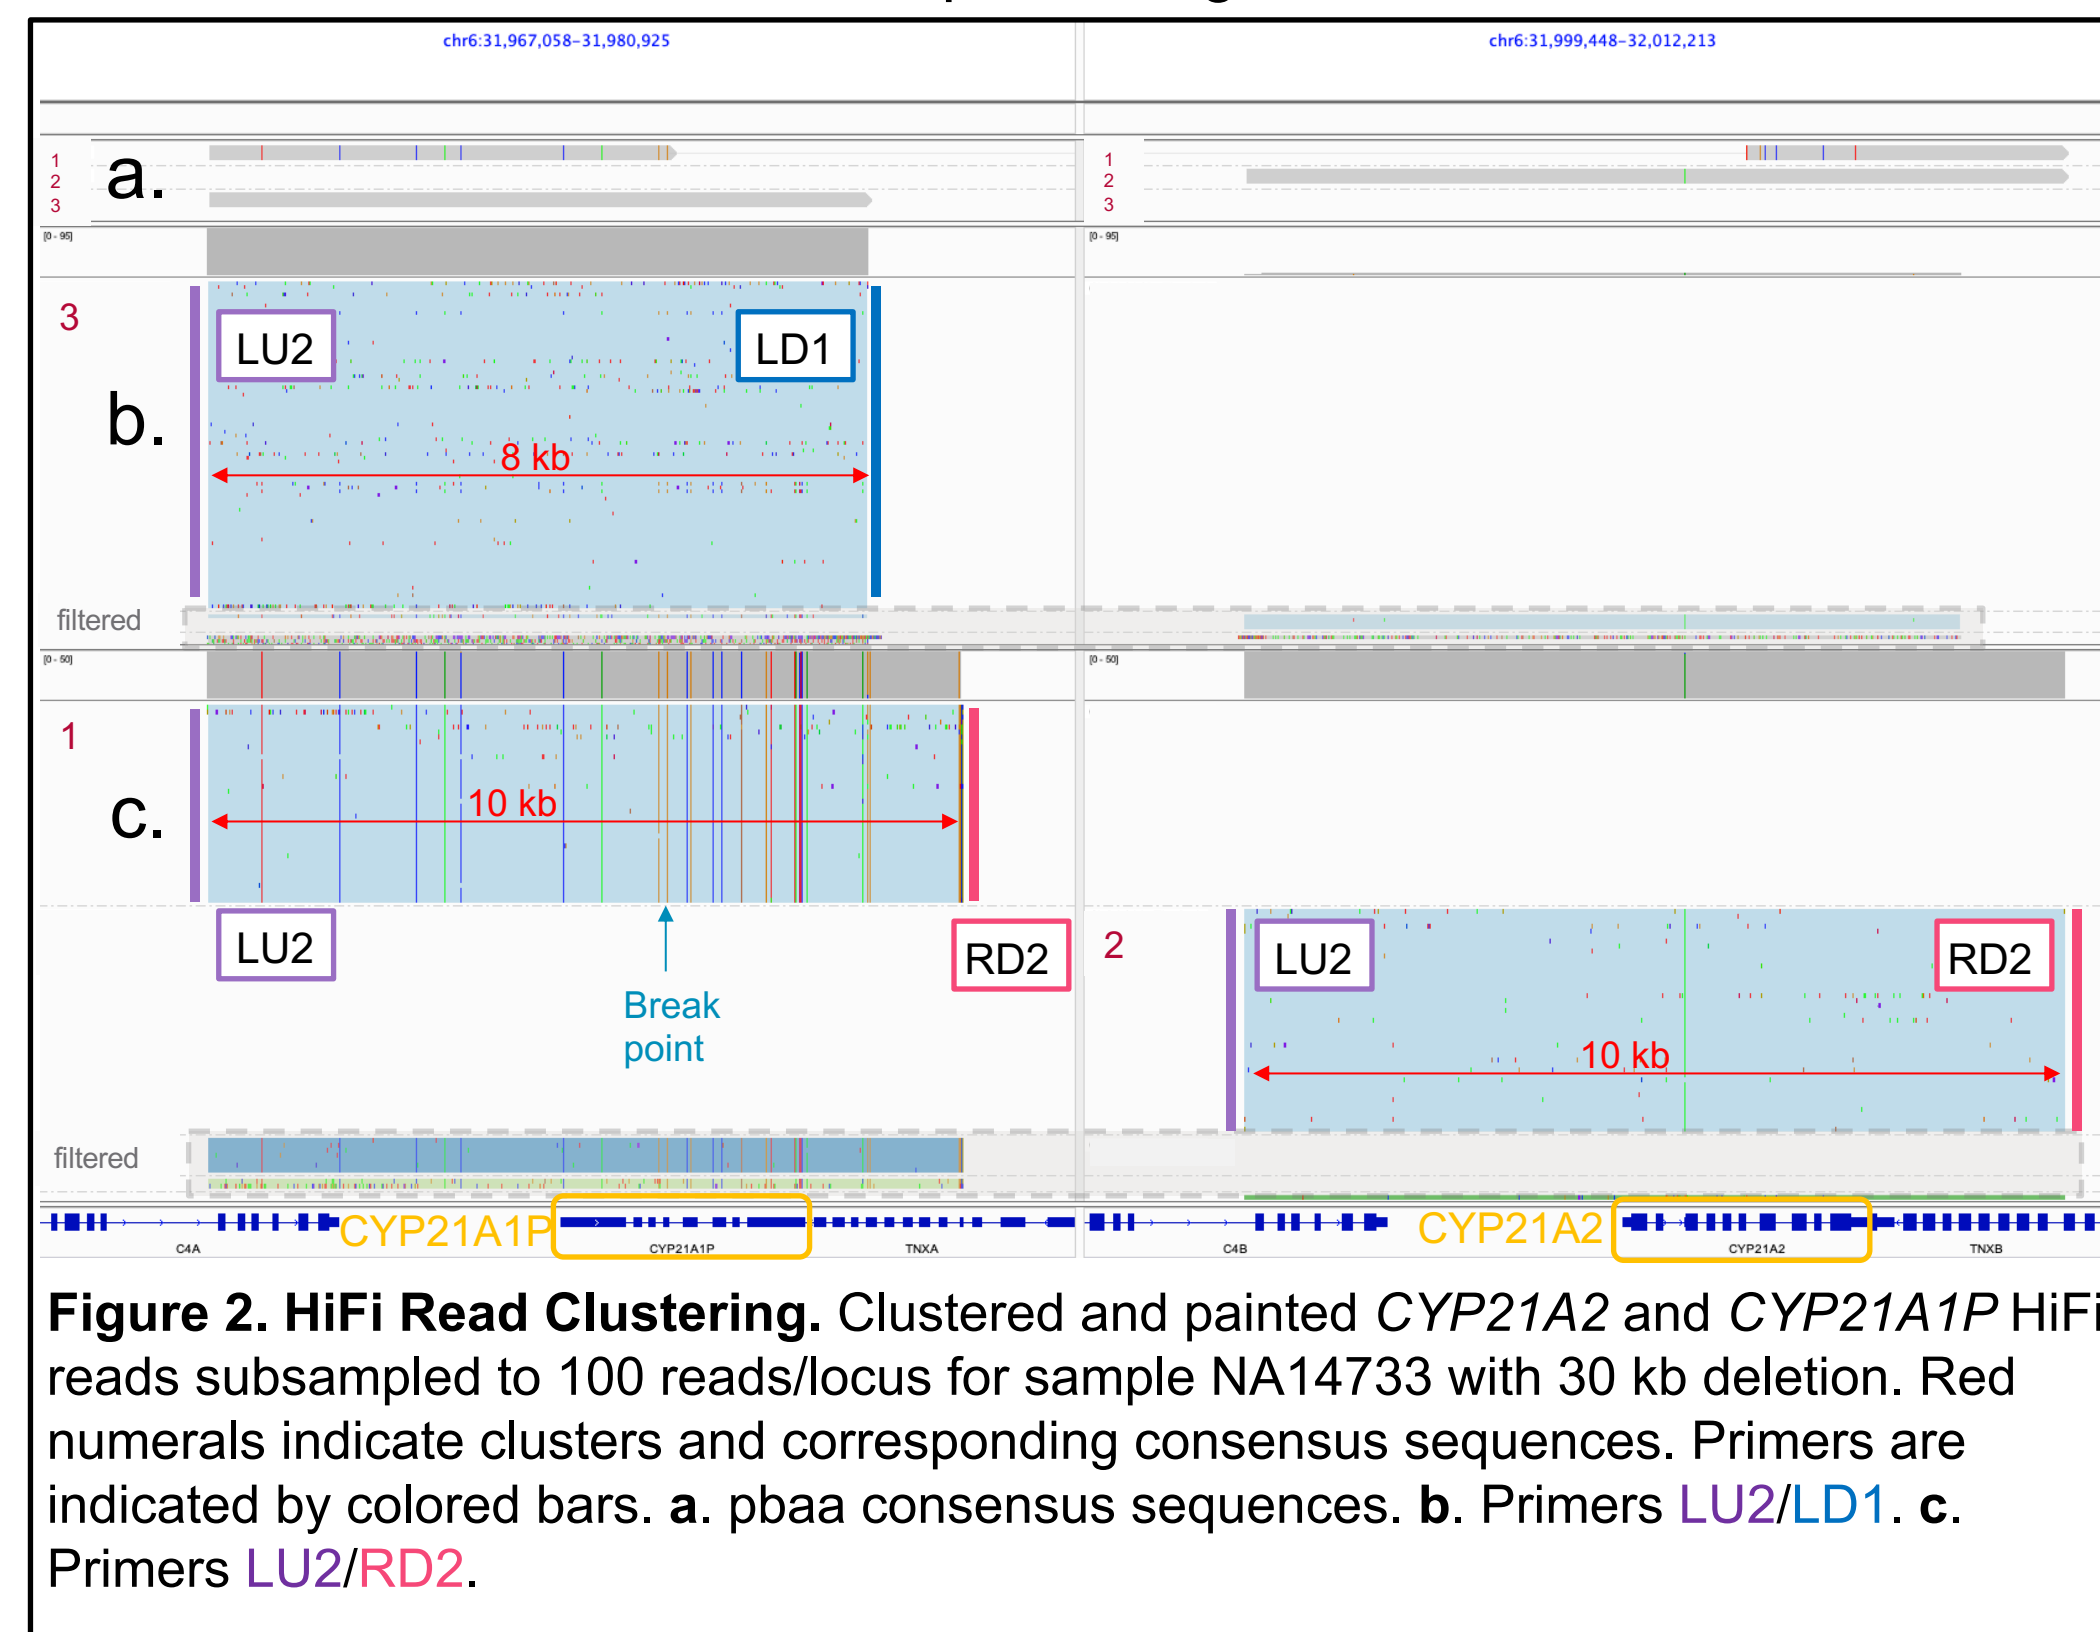 chr6:31,967,058-31,980,925
chr6:31,999,448-32,012,213
1
2
3
a.
1
2
3
[0 - 95]
[0 - 95]
3
LU2
LD1
b.
8 kb
filtered
[0 - 50]
[0 - 50]
1
10 kb
c.
LU2
RD2
2
LU2
RD2
Break
point
10 kb
filtered
CYP21A1P
CYP21A2
C4A
CYP21A1P
TNXA
C4B
CYP21A2
TNXB
Figure 2. HiFi Read Clustering. Clustered and painted CYP21A2 and CYP21A1P HiFi
reads subsampled to 100 reads/locus for sample NA14733 with 30 kb deletion. Red
numerals indicate clusters and corresponding consensus sequences. Primers are
indicated by colored bars. a. pbaa consensus sequences. b. Primers LU2/LD1. c.
Primers LU2/RD2.